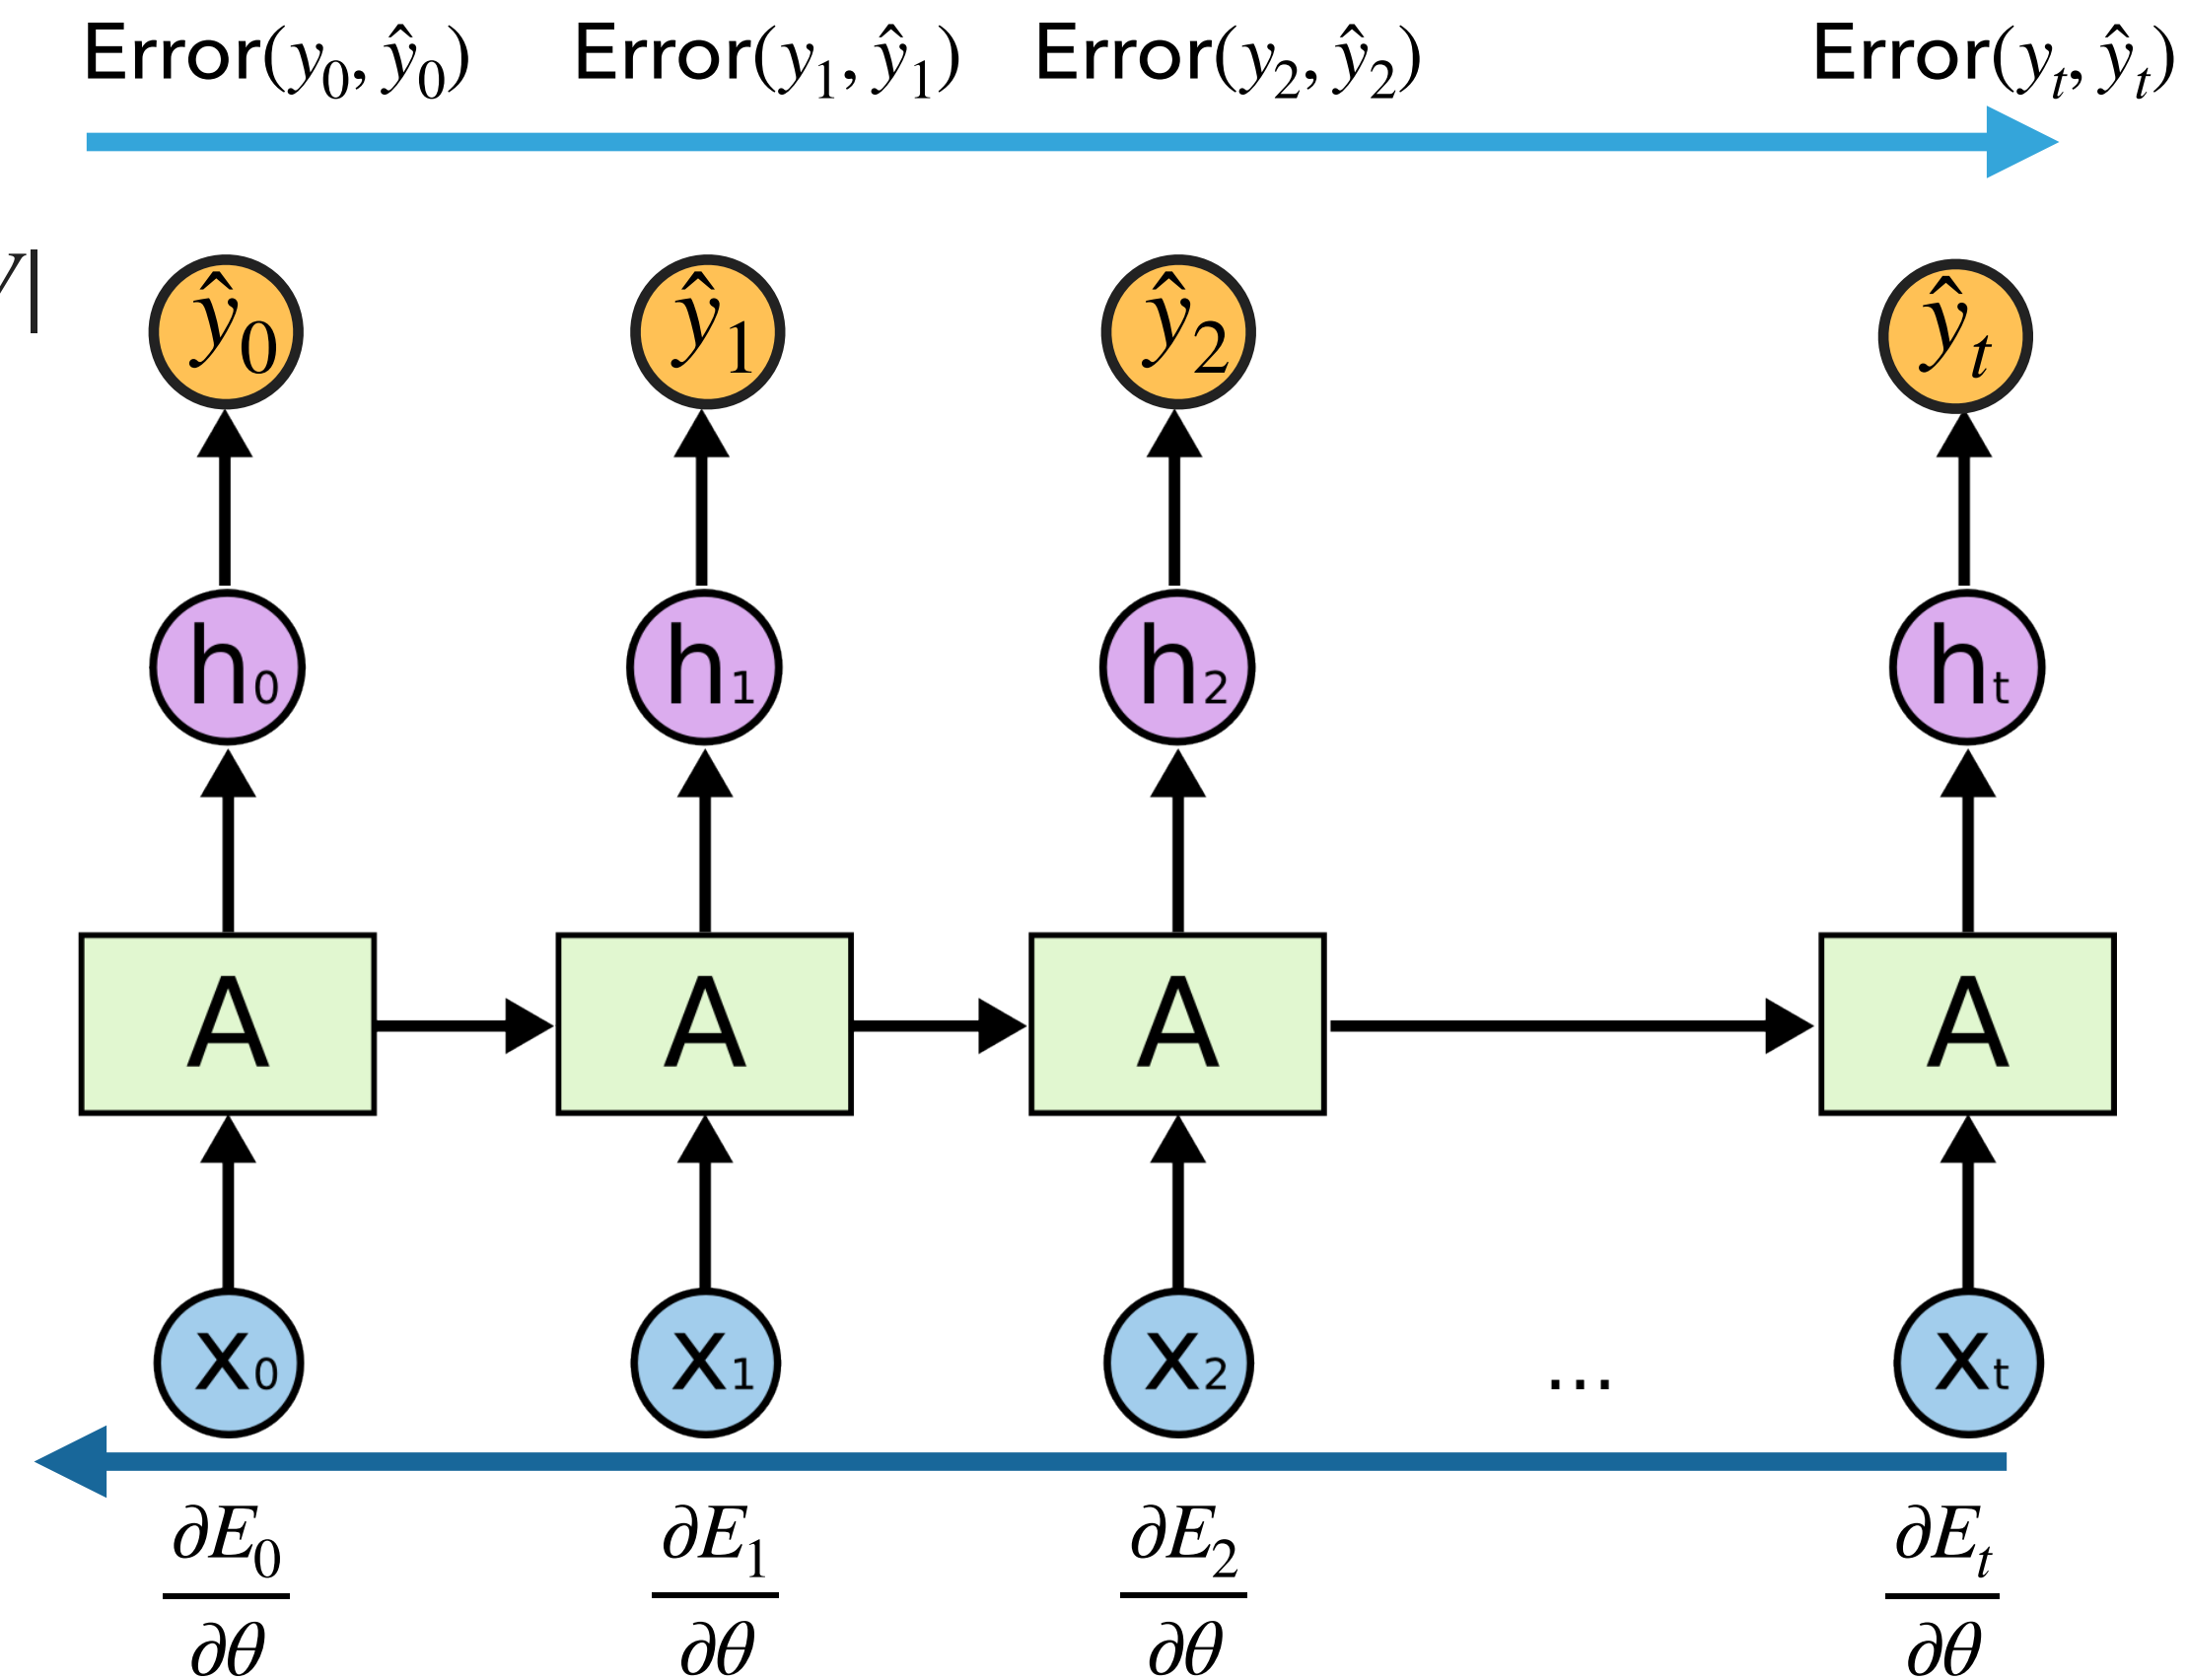 Error(y₀, ŷ₀) Error(y₁, ŷ₁) Error(y₂, ŷ₂) Error(yₜ, ŷₜ)
ŷ₀ ŷ₁ ŷ₂ ŷₜ
h₀ h₁ h₂ hₜ
A A A A
x₀ x₁ x₂ ... xₜ
∂E₀ ∂E₁ ∂E₂ ∂Eₜ
∂θ ∂θ ∂θ ∂θ